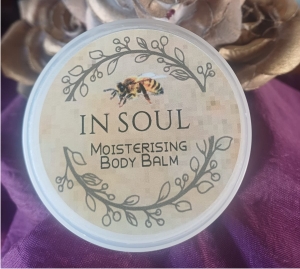 IN SOUL
MOISTERISING
BODY BALM